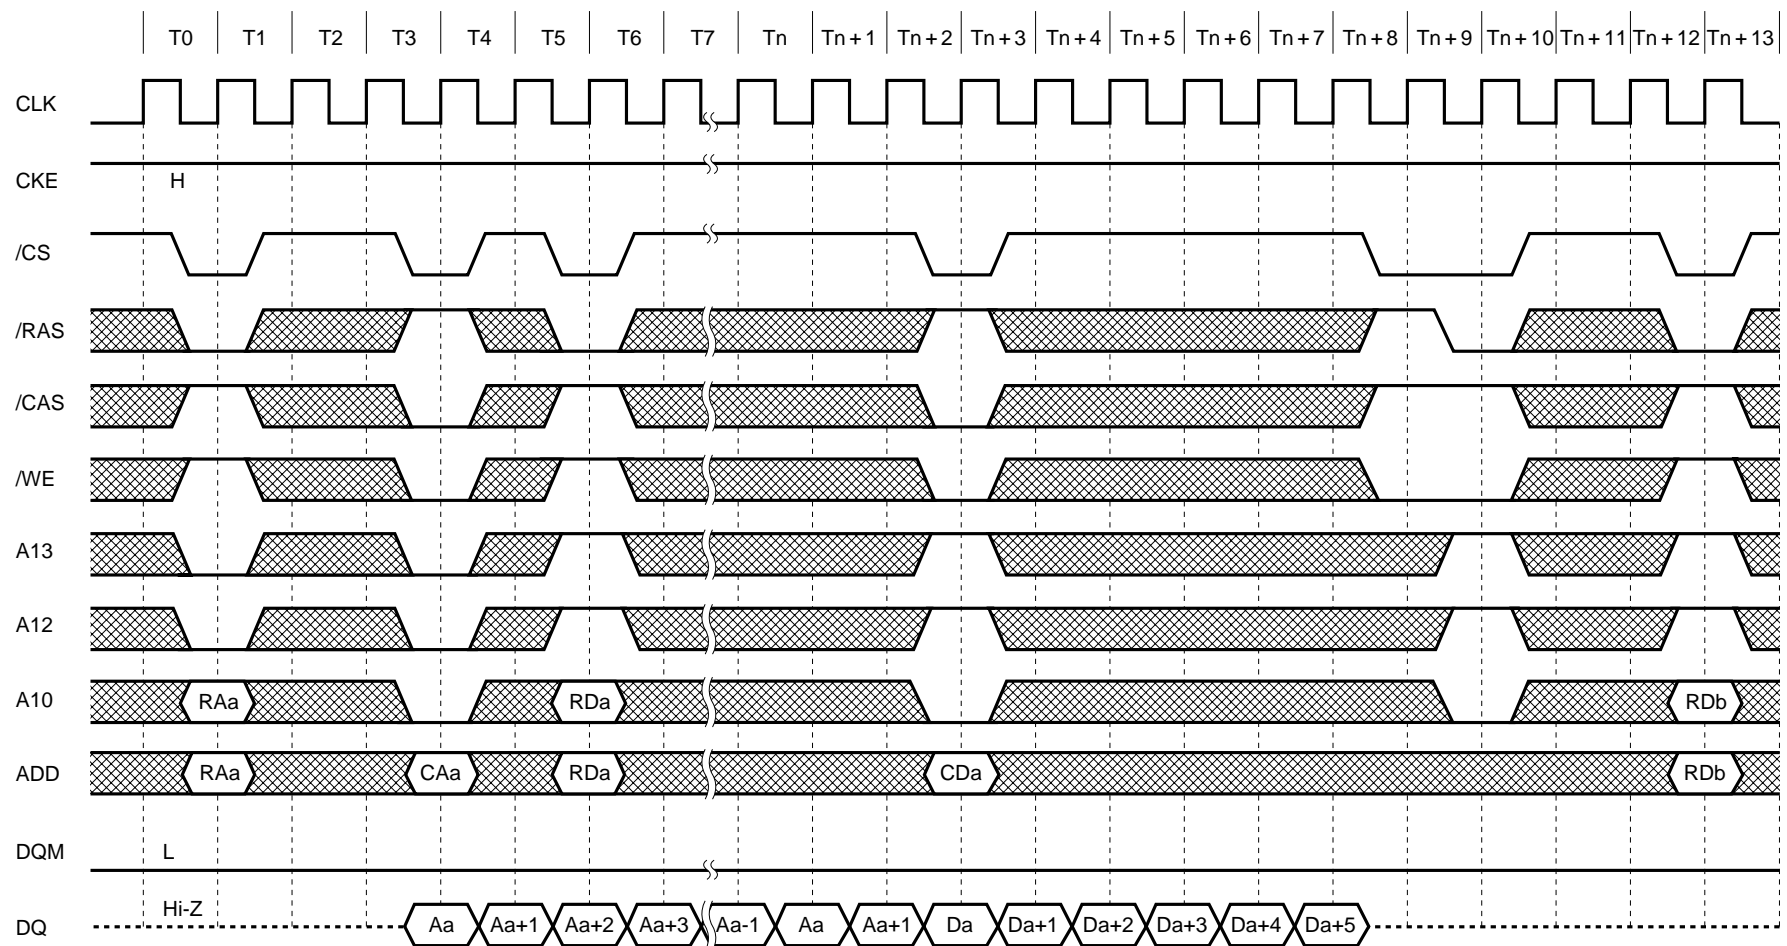 T0 T1 T2 T3 T4 T5 T6 T7 Tn Tn + 1 Tn + 2 Tn + 3 Tn + 4 Tn + 5 Tn + 6 Tn + 7 Tn + 8 Tn + 9 Tn + 10 Tn + 11 Tn + 12 Tn + 13
CLK
CKE H
/CS
/RAS
/CAS
/WE
A13
A12
A10 RAa RDa RDb
ADD RAa CAa RDa CDa RDb
DQM L
Hi-Z
DQ Aa Aa+1 Aa+2 Aa+3 Aa-1 Aa Aa+1 Da Da+1 Da+2 Da+3 Da+4 Da+5